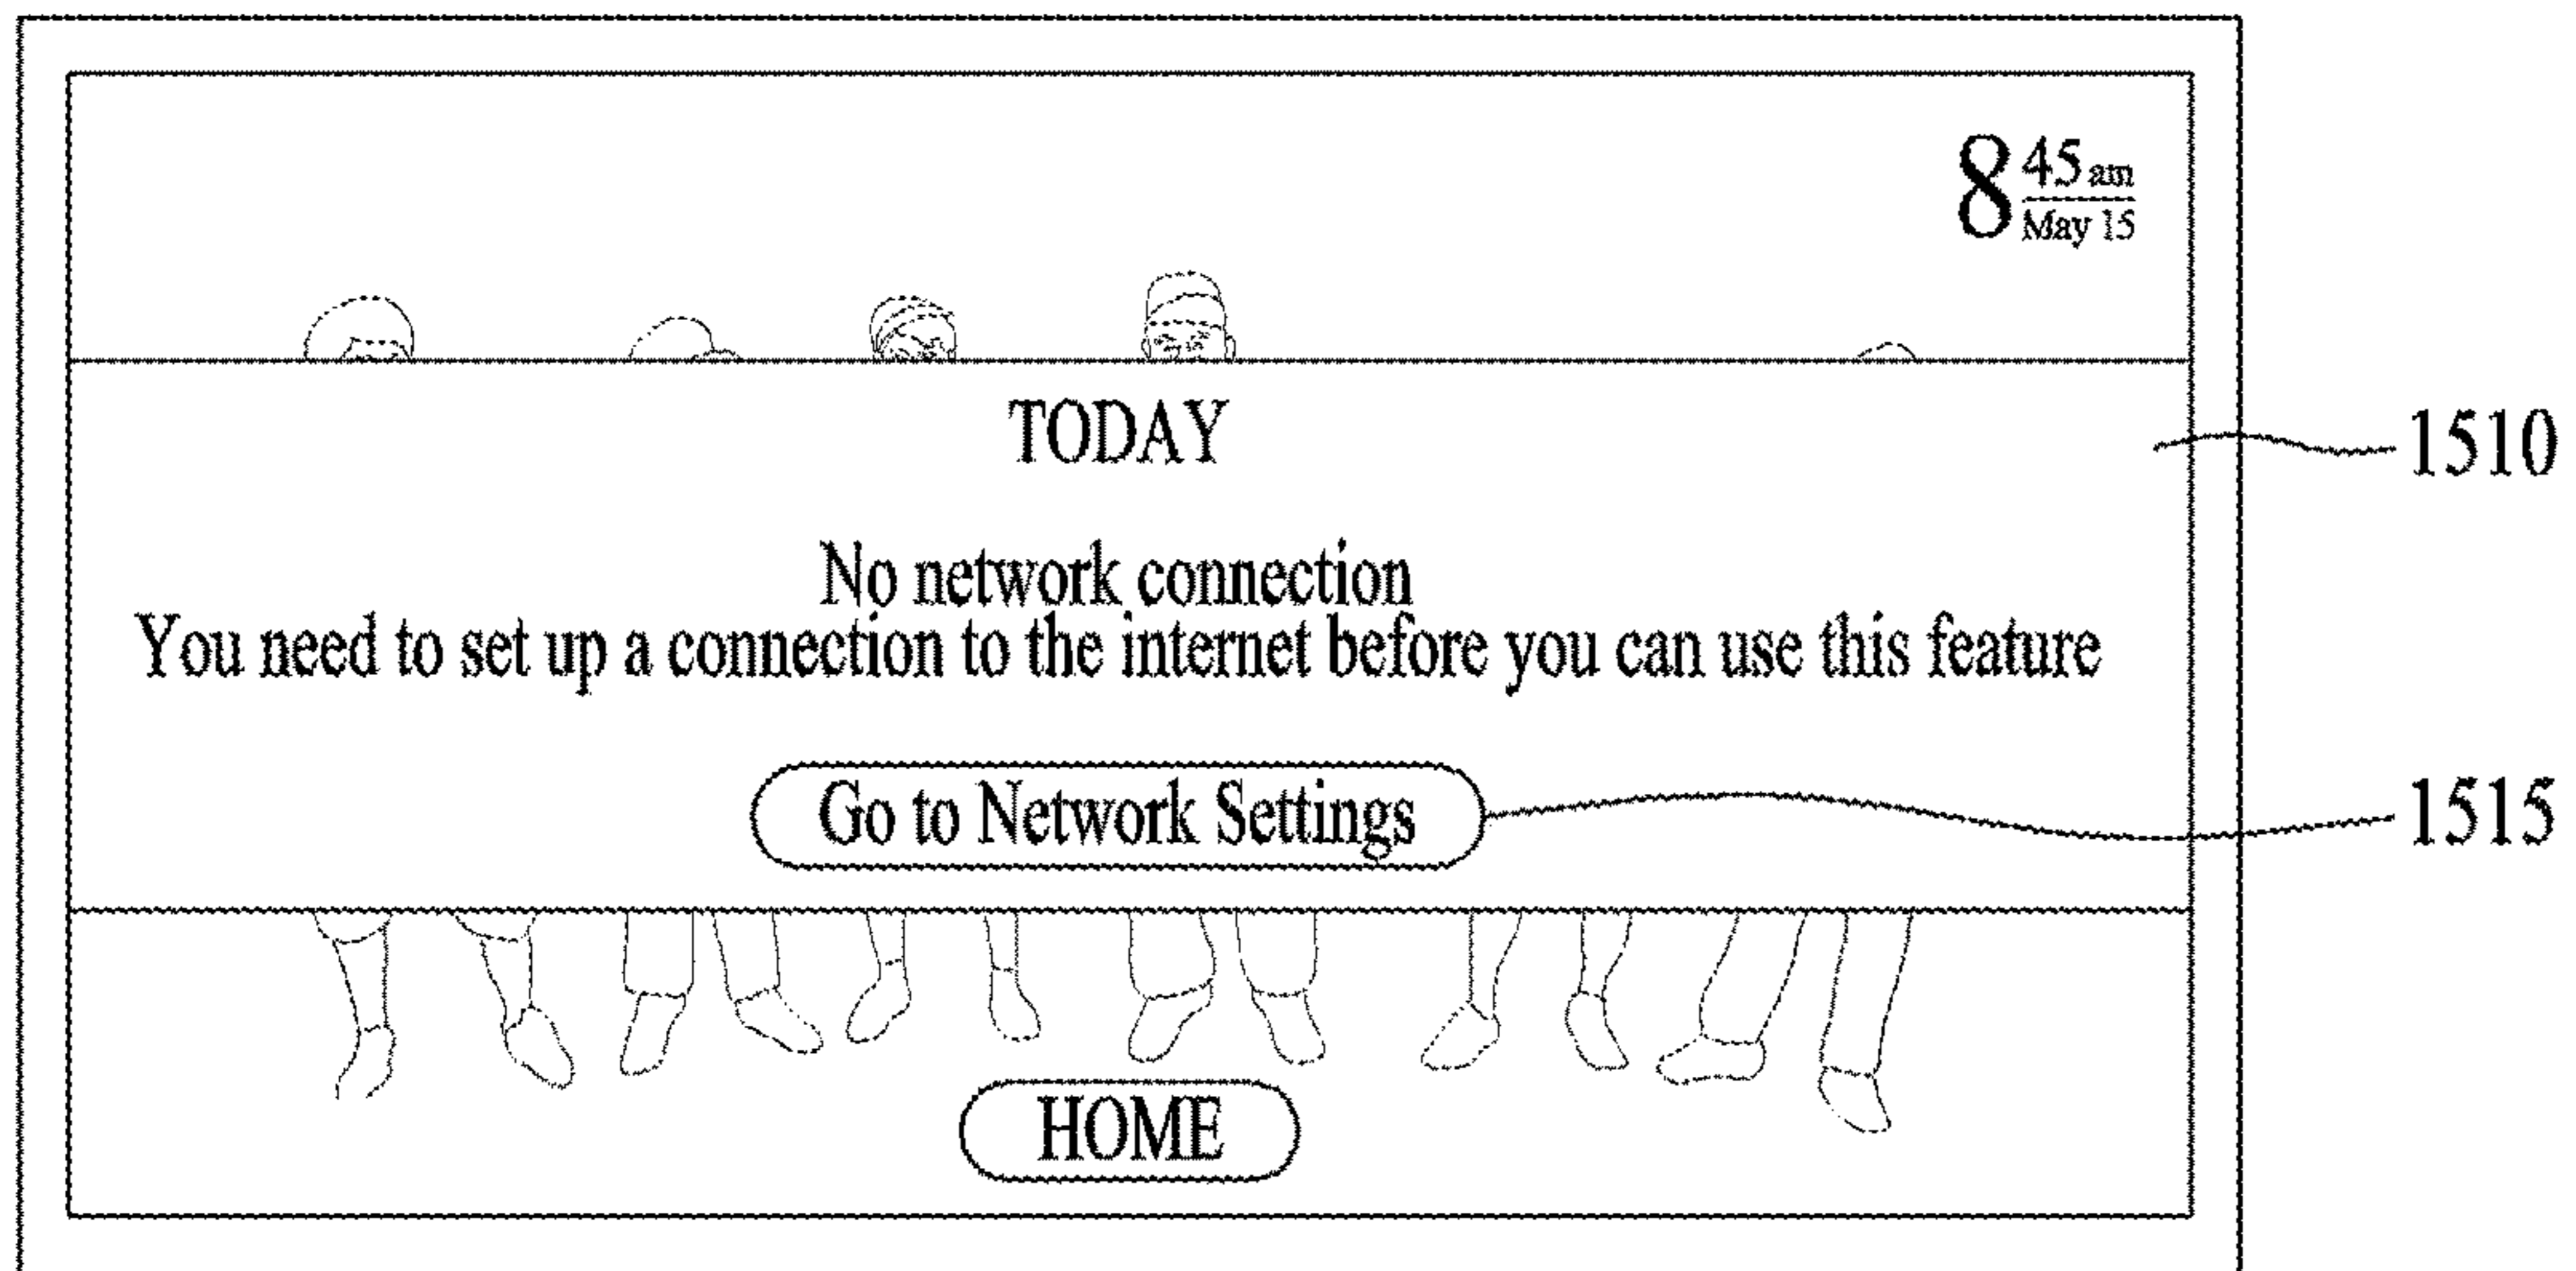 8 45 am
May 15
TODAY
1510
No network connection
You need to set up a connection to the internet before you can use this feature
Go to Network Settings
1515
HOME